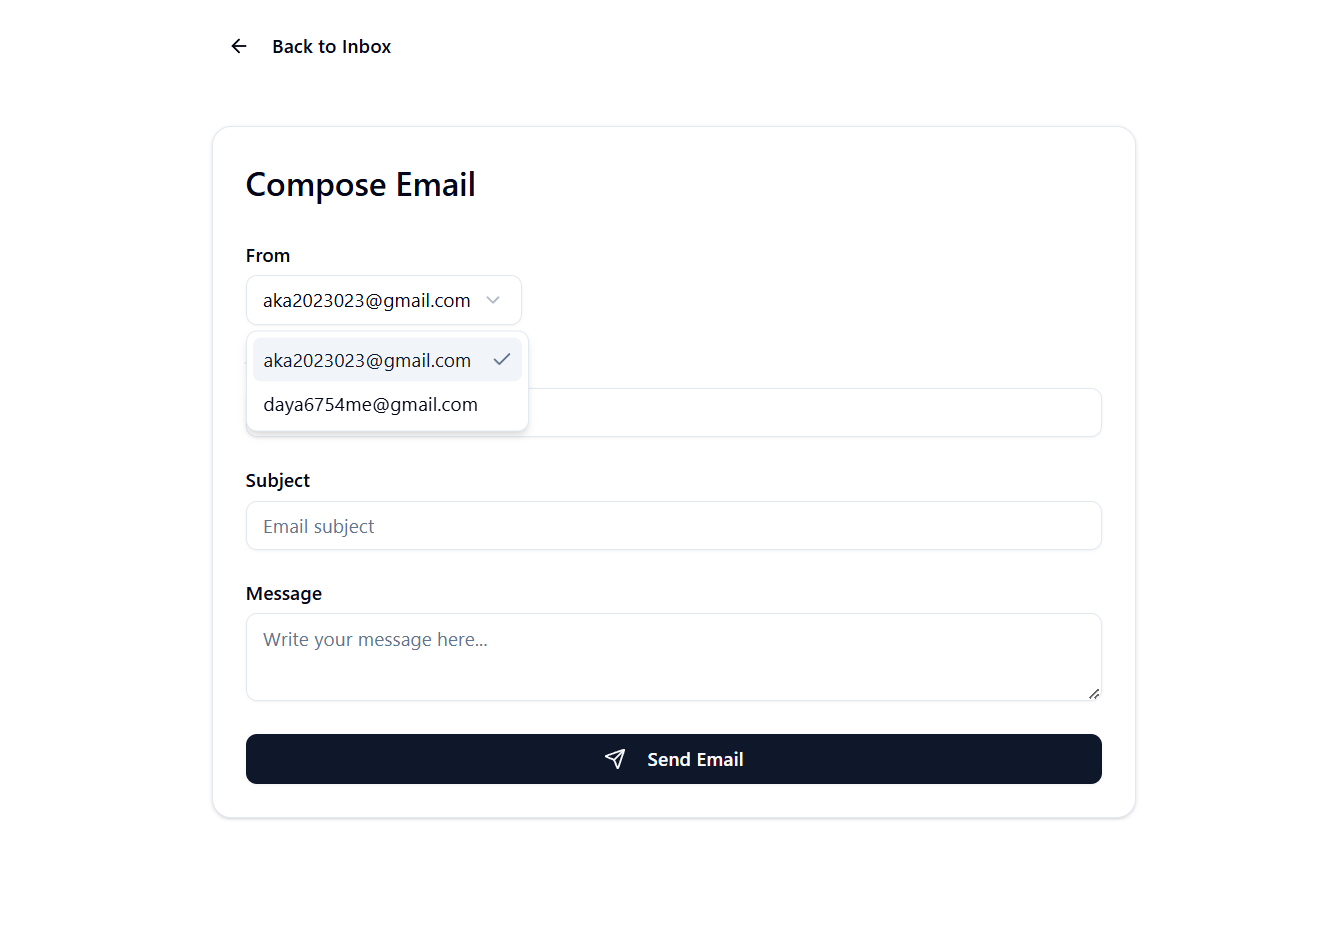 Back to Inbox
Compose Email
From
aka2023023@gmail.com
aka2023023@gmail.com
daya6754me@gmail.com
Subject
Email subject
Message
Write your message here...
Send Email